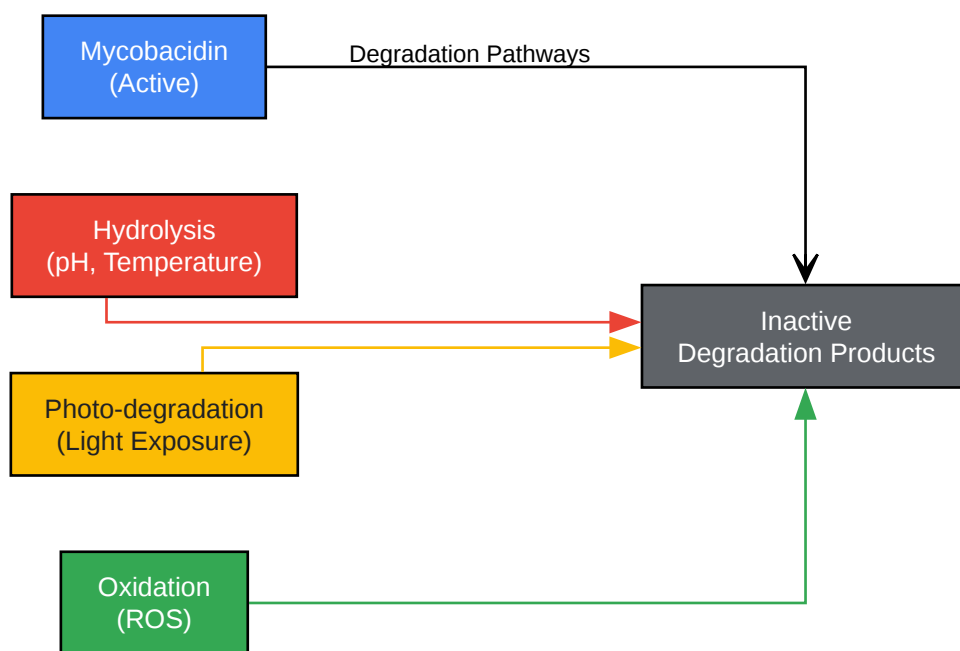 Mycobacidin
(Active)
Degradation Pathways
Hydrolysis
(pH, Temperature)
Inactive
Degradation Products
Photo-degradation
(Light Exposure)
Oxidation
(ROS)